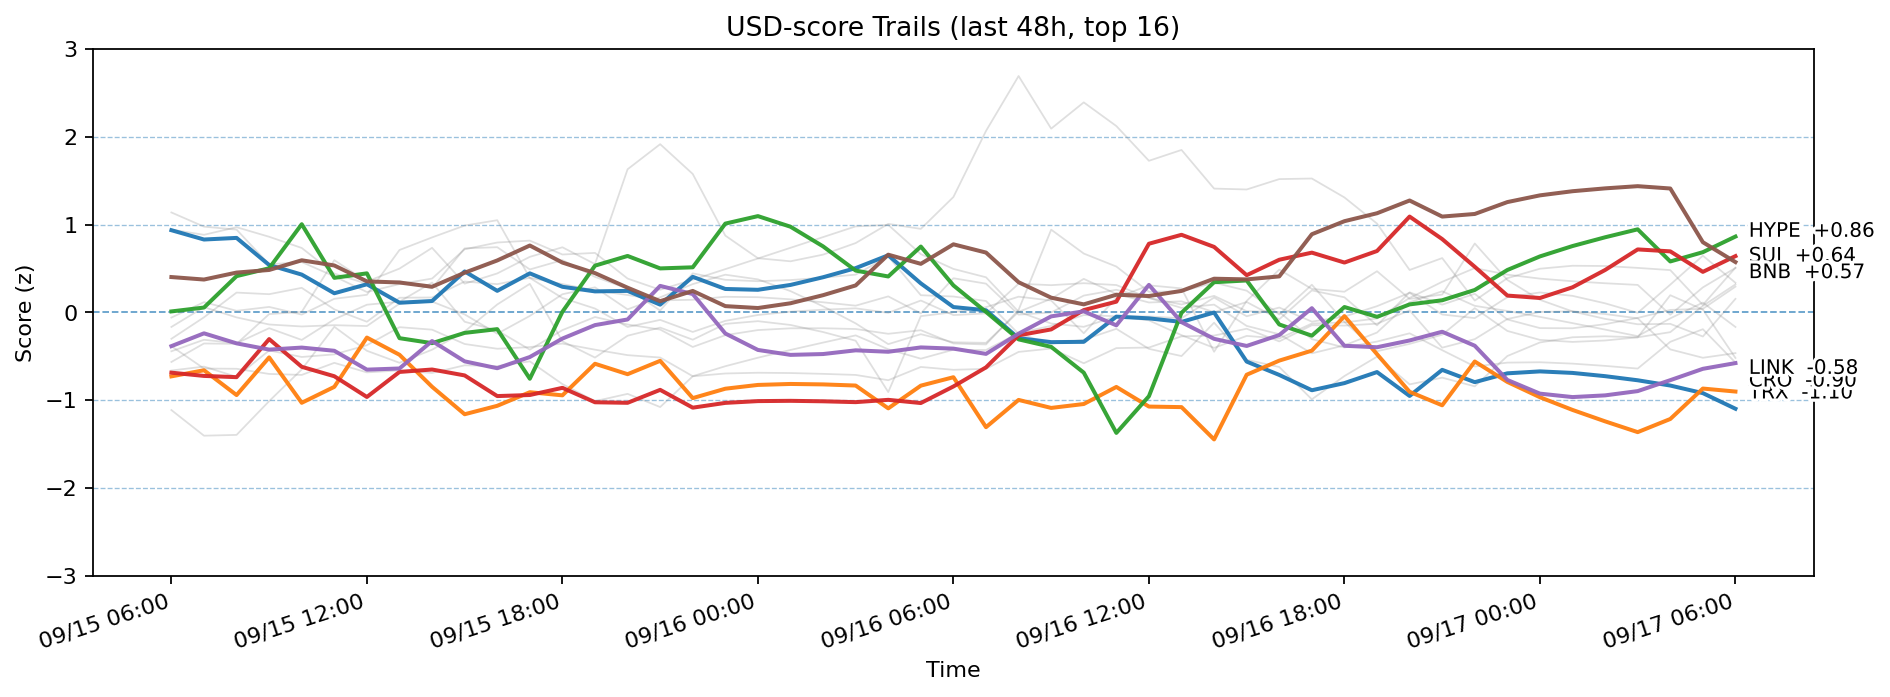 USD-score Trails (last 48h, top 16)
3
2
1
0
−1
−2
−3
Score (z)
HYPE +0.86
SUI +0.64
BNB +0.57
LINK -0.58
CRO -0.90
TRX -1.10
09/15 06:00
09/15 12:00
09/15 18:00
09/16 00:00
09/16 06:00
09/16 12:00
09/16 18:00
09/17 00:00
09/17 06:00
Time